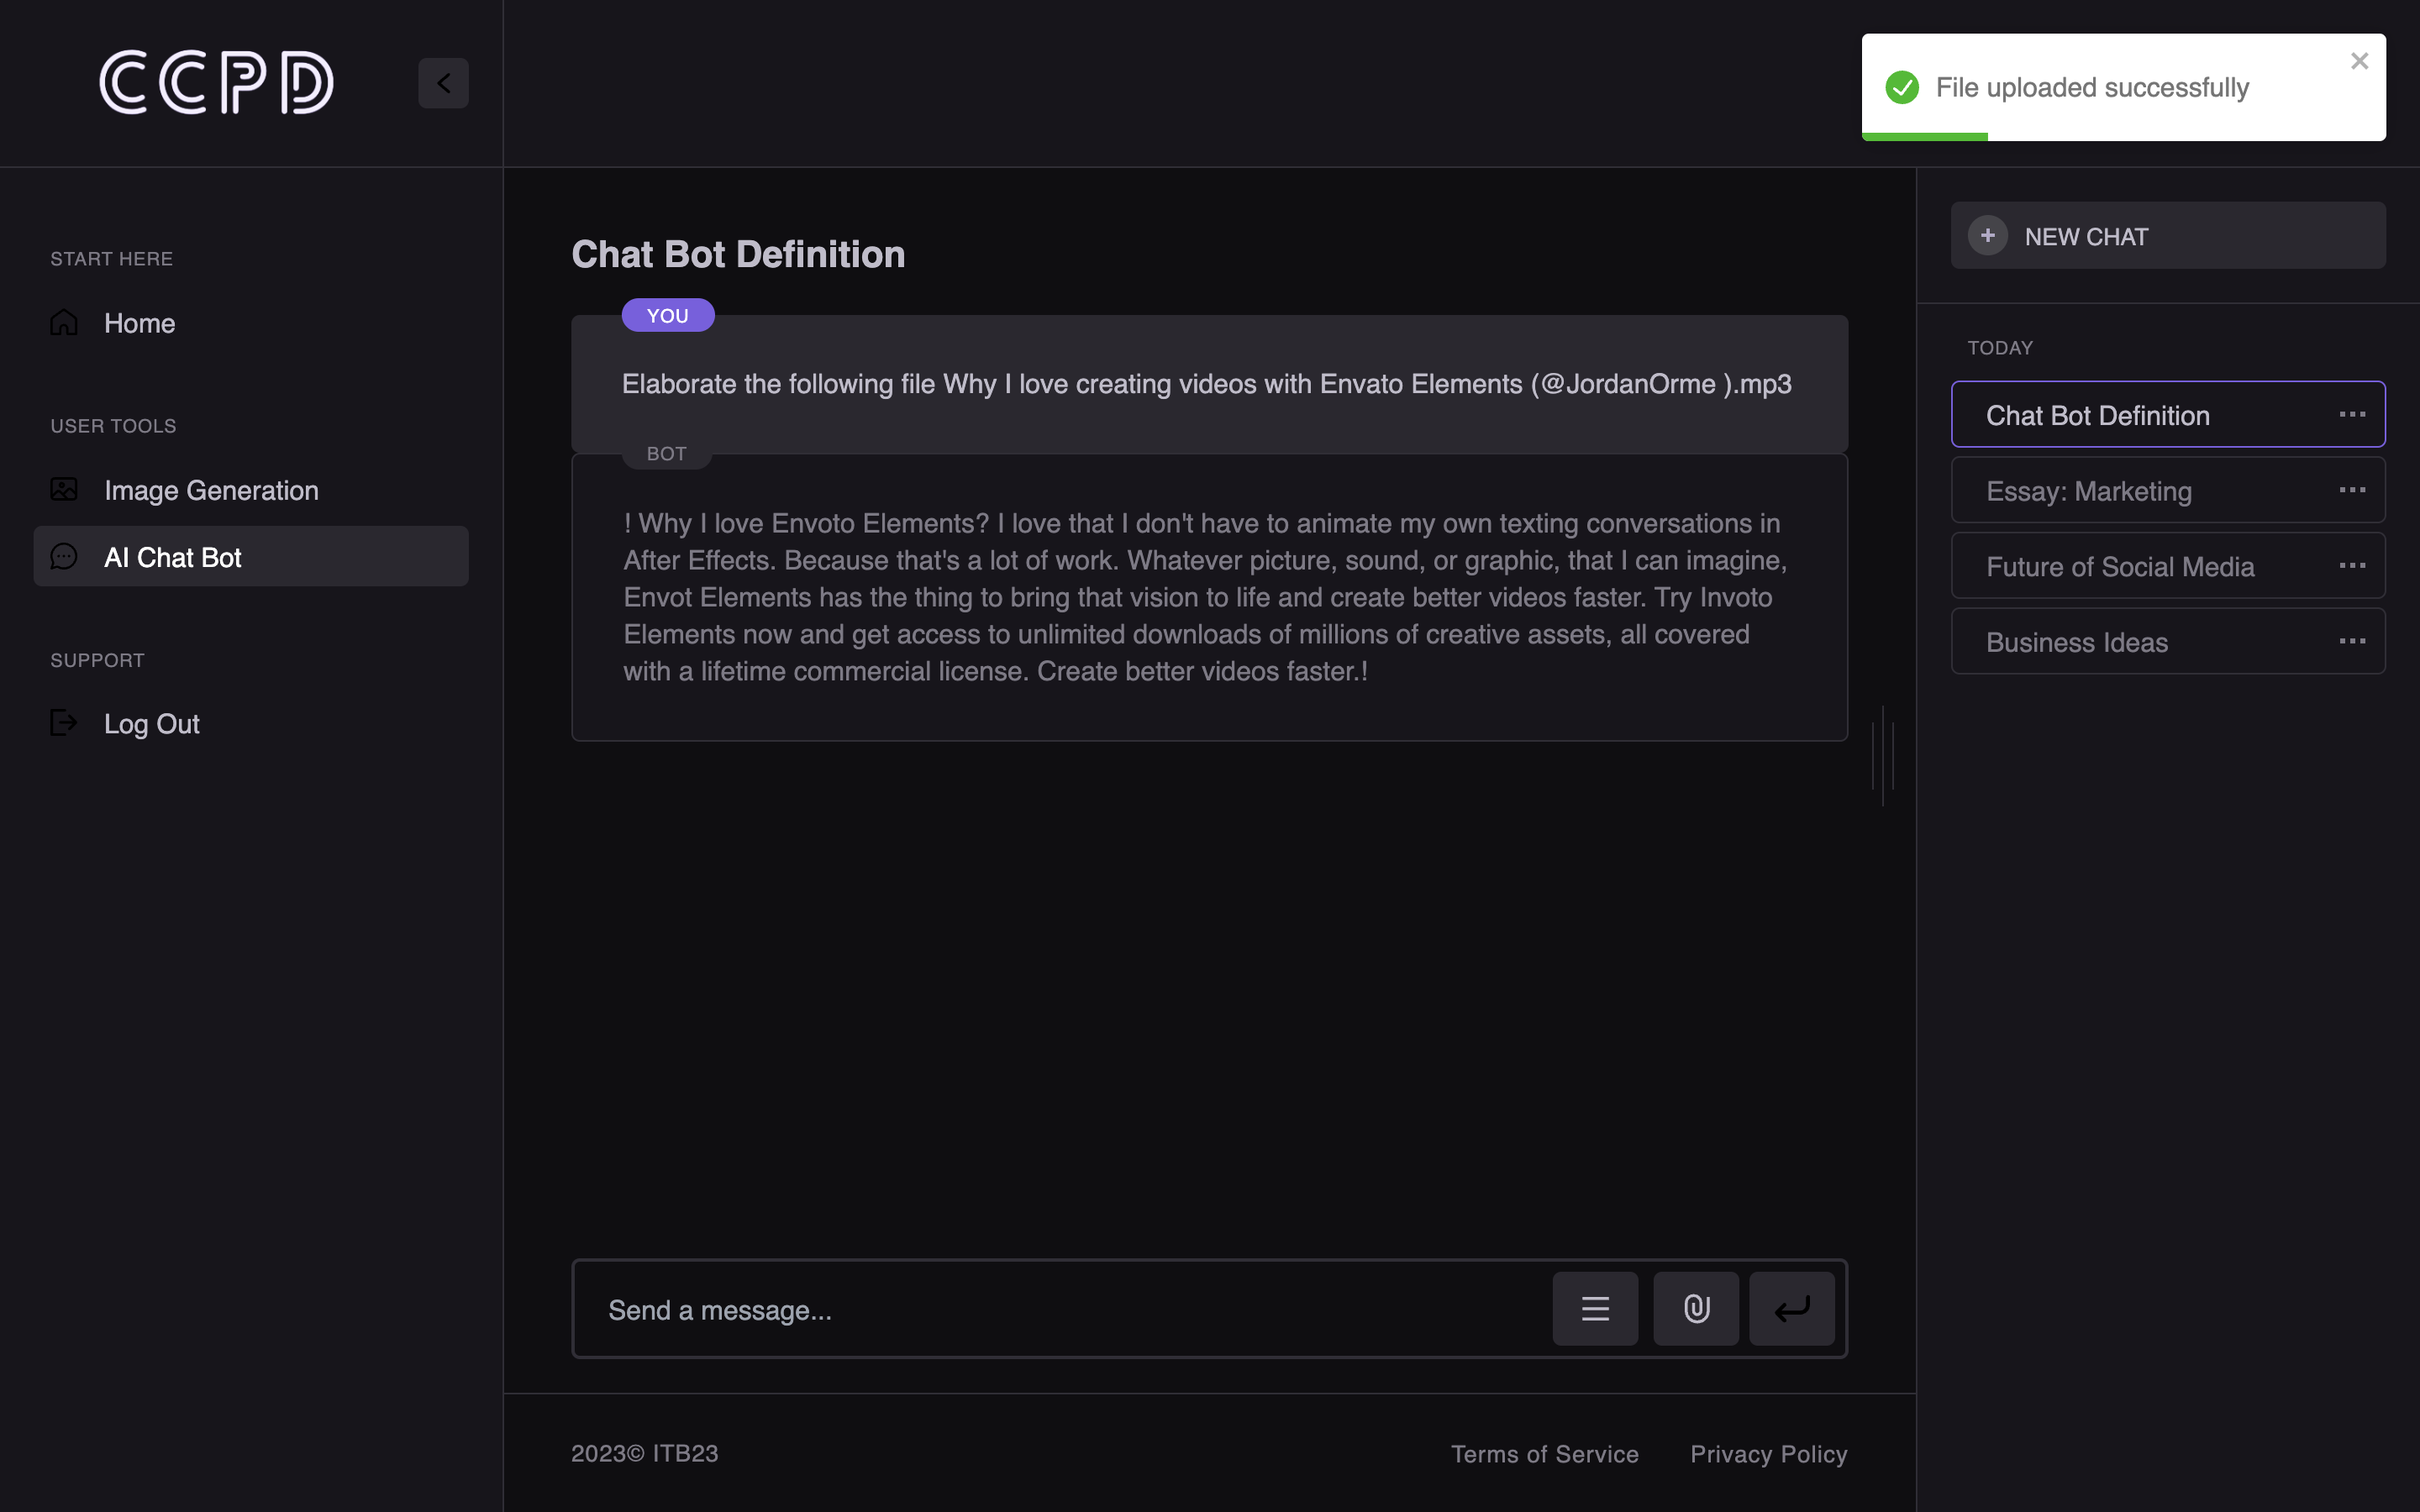 CCPD
File uploaded successfully
START HERE
Home
USER TOOLS
Image Generation
AI Chat Bot
SUPPORT
Log Out
Chat Bot Definition
YOU
Elaborate the following file Why I love creating videos with Envato Elements (@JordanOrme ).mp3
BOT
! Why I love Envoto Elements? I love that I don't have to animate my own texting conversations in
After Effects. Because that's a lot of work. Whatever picture, sound, or graphic, that I can imagine,
Envot Elements has the thing to bring that vision to life and create better videos faster. Try Invoto
Elements now and get access to unlimited downloads of millions of creative assets, all covered
with a lifetime commercial license. Create better videos faster.!
Send a message...
2023© ITB23
Terms of Service
Privacy Policy
NEW CHAT
TODAY
Chat Bot Definition
Essay: Marketing
Future of Social Media
Business Ideas